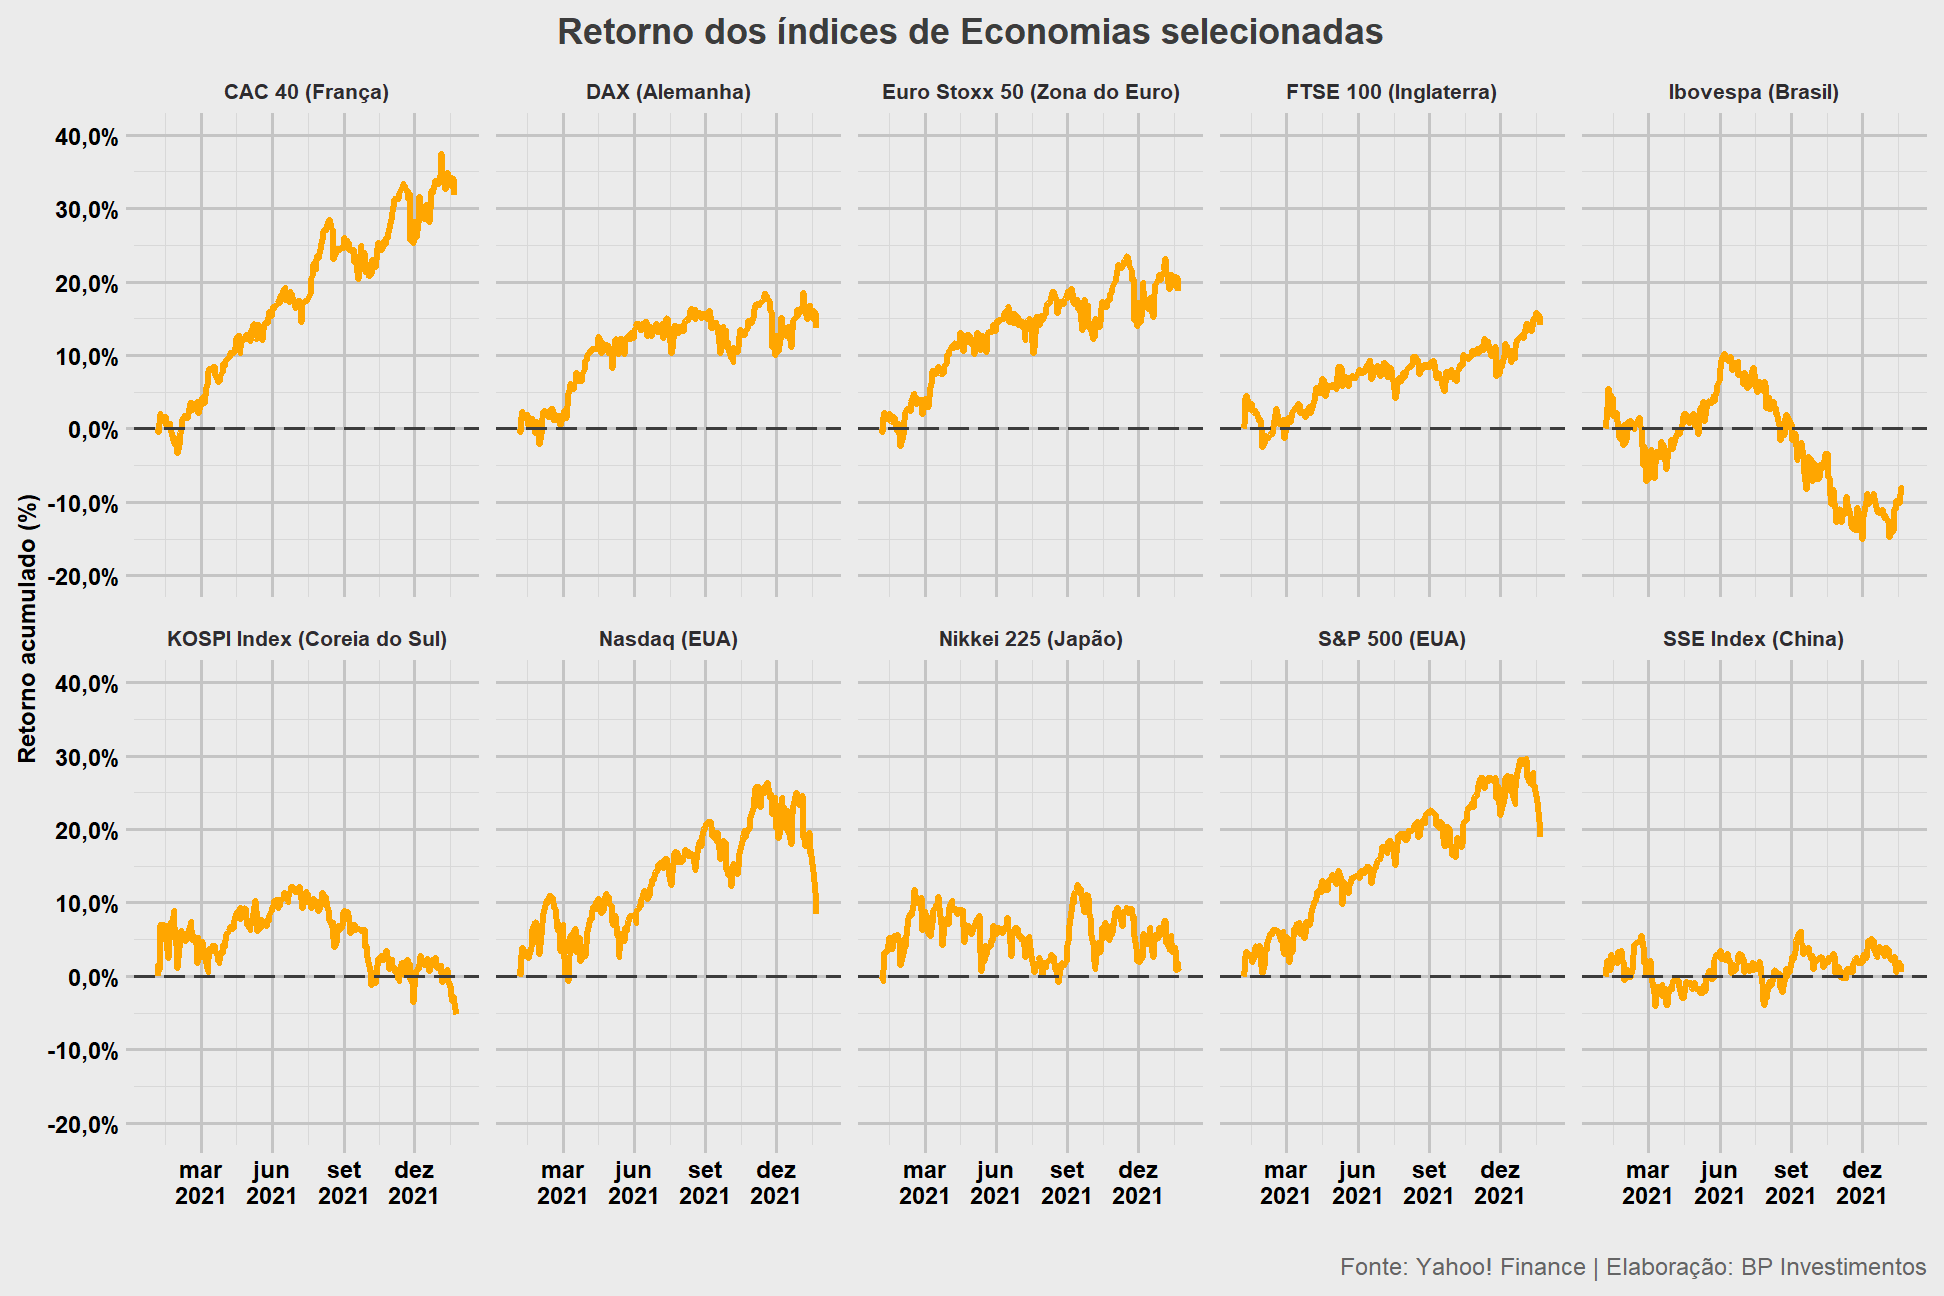 Retorno dos índices de Economias selecionadas
CAC 40 (França)
DAX (Alemanha)
Euro Stoxx 50 (Zona do Euro)
FTSE 100 (Inglaterra)
Ibovespa (Brasil)
40,0%
30,0%
20,0%
10,0%
0,0%
-10,0%
-20,0%
Retorno acumulado (%)
KOSPI Index (Coreia do Sul)
Nasdaq (EUA)
Nikkei 225 (Japão)
S&P 500 (EUA)
SSE Index (China)
40,0%
30,0%
20,0%
10,0%
0,0%
-10,0%
-20,0%
mar jun set dez
2021 2021 2021 2021
mar jun set dez
2021 2021 2021 2021
mar jun set dez
2021 2021 2021 2021
mar jun set dez
2021 2021 2021 2021
mar jun set dez
2021 2021 2021 2021
Fonte: Yahoo! Finance | Elaboração: BP Investimentos